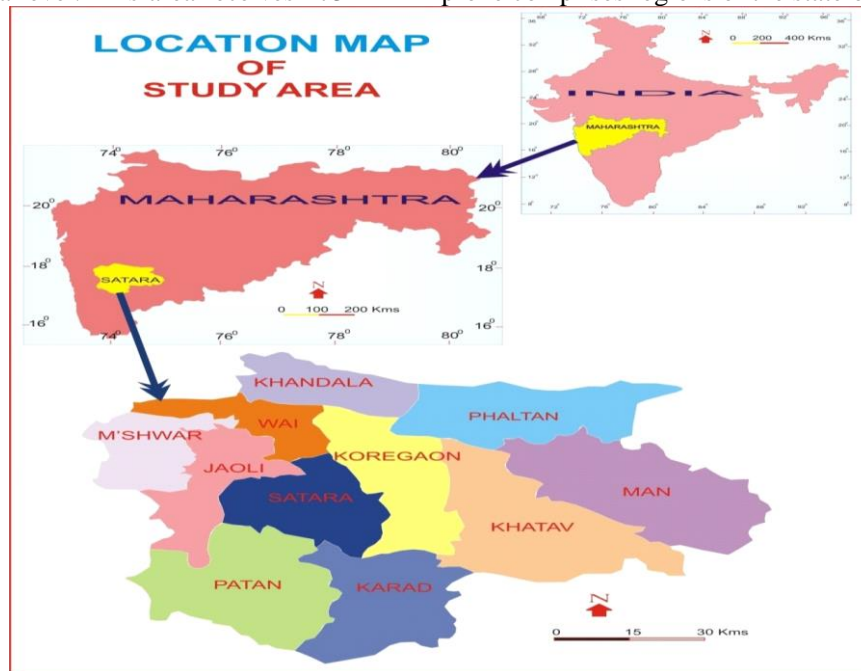 LOCATION MAP
OF
STUDY AREA
N
0 200 400 Kms
INDIA
MAHARASHTRA
74° 76° 78° 80°
MAHARASHTRA
20° 20°
18° 18°
SATARA
N
0 100 200 Kms
16° 16°
74° 76° 78° 80°
KHANDALA
PHALTAN
WAI
M'SHWAR
KOREGAON
JAOLI
SATARA
MAN
KHATAV
PATAN
KARAD
N
0 15 30 Kms